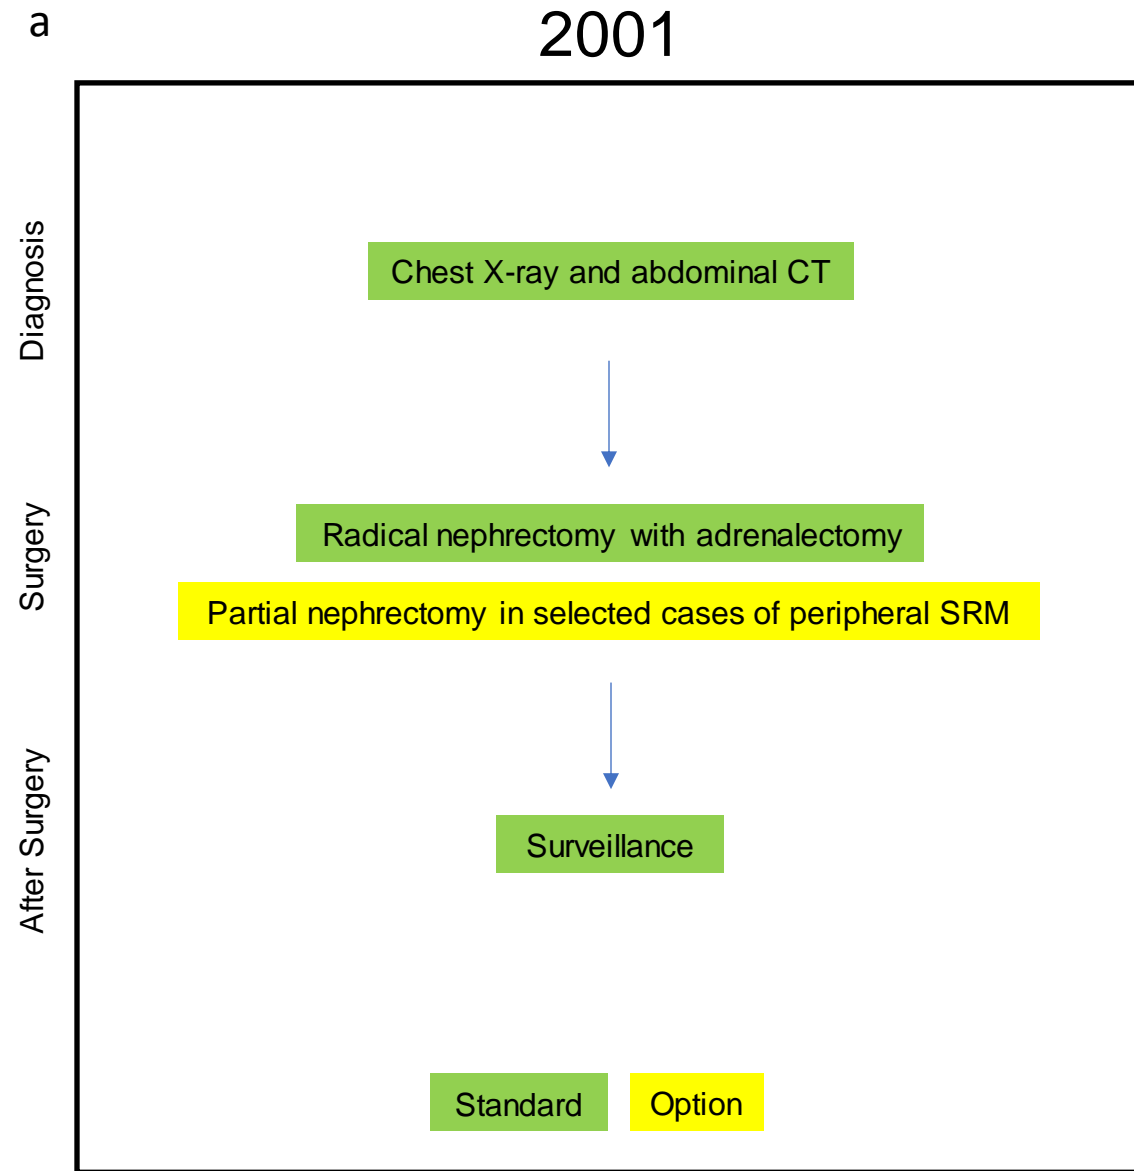 a
2001
Diagnosis
Chest X-ray and abdominal CT
Surgery
Radical nephrectomy with adrenalectomy
Partial nephrectomy in selected cases of peripheral SRM
After Surgery
Surveillance
Standard
Option